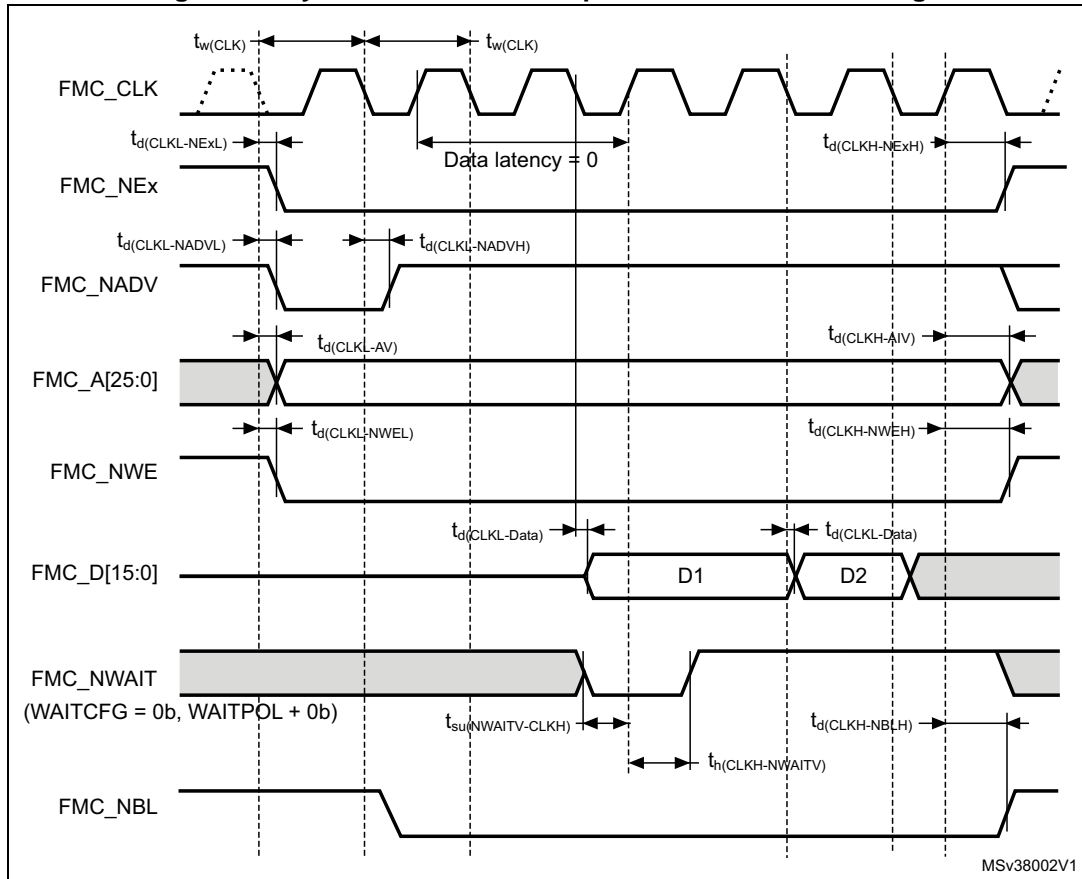 tw(CLK) tw(CLK)
FMC_CLK
td(CLKL-NExL) Data latency = 0 td(CLKH-NExH)
FMC_NEx
td(CLKL-NADVL) td(CLKL-NADVH)
FMC_NADV
td(CLKL-AV) td(CLKH-AIV)
FMC_A[25:0]
td(CLKL-NWEL) td(CLKH-NWEH)
FMC_NWE
td(CLKL-Data) td(CLKL-Data)
FMC_D[15:0] D1 D2
FMC_NWAIT
(WAITCFG = 0b, WAITPOL + 0b)
tsu(NWAITV-CLKH) td(CLKH-NBLH)
th(CLKH-NWAITV)
FMC_NBL
MSv38002V1